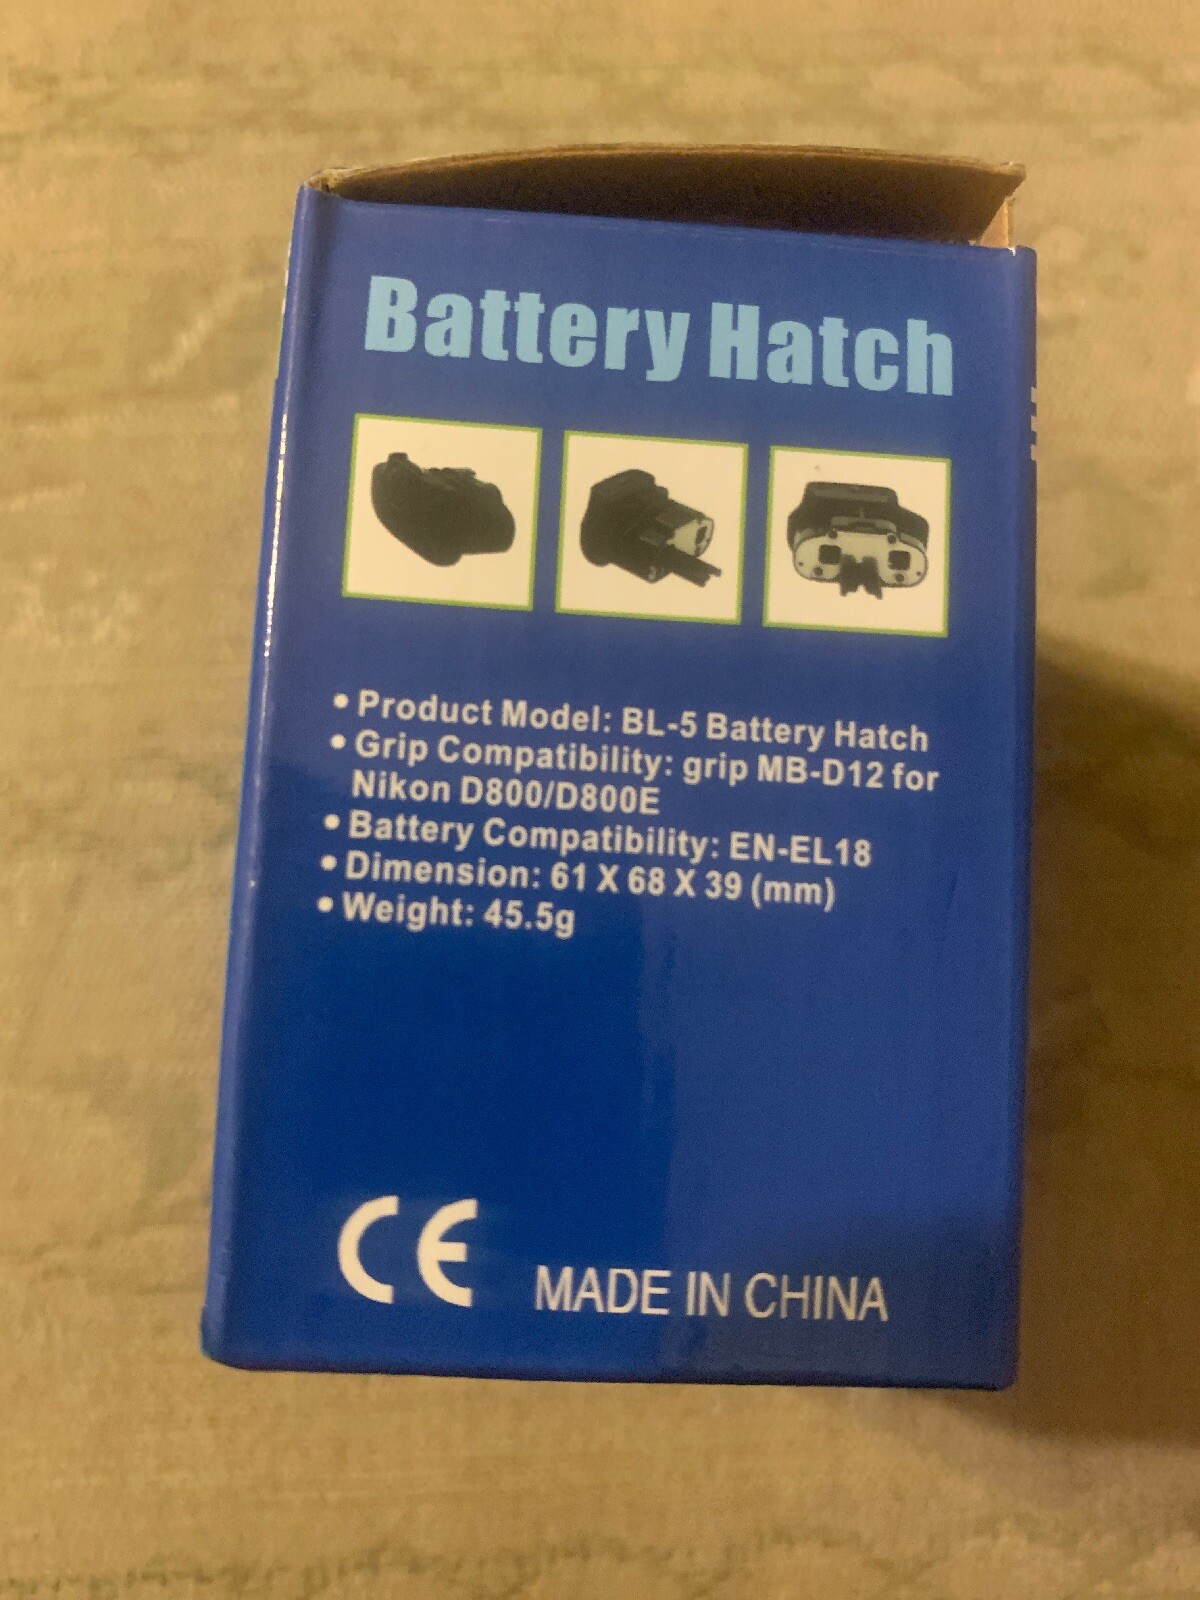 Battery Hatch
• Product Model: BL-5 Battery Hatch
• Grip Compatibility: grip MB-D12 for
Nikon D800/D800E
• Battery Compatibility: EN-EL18
• Dimension: 61 X 68 X 39 (mm)
• Weight: 45.5g
CE MADE IN CHINA